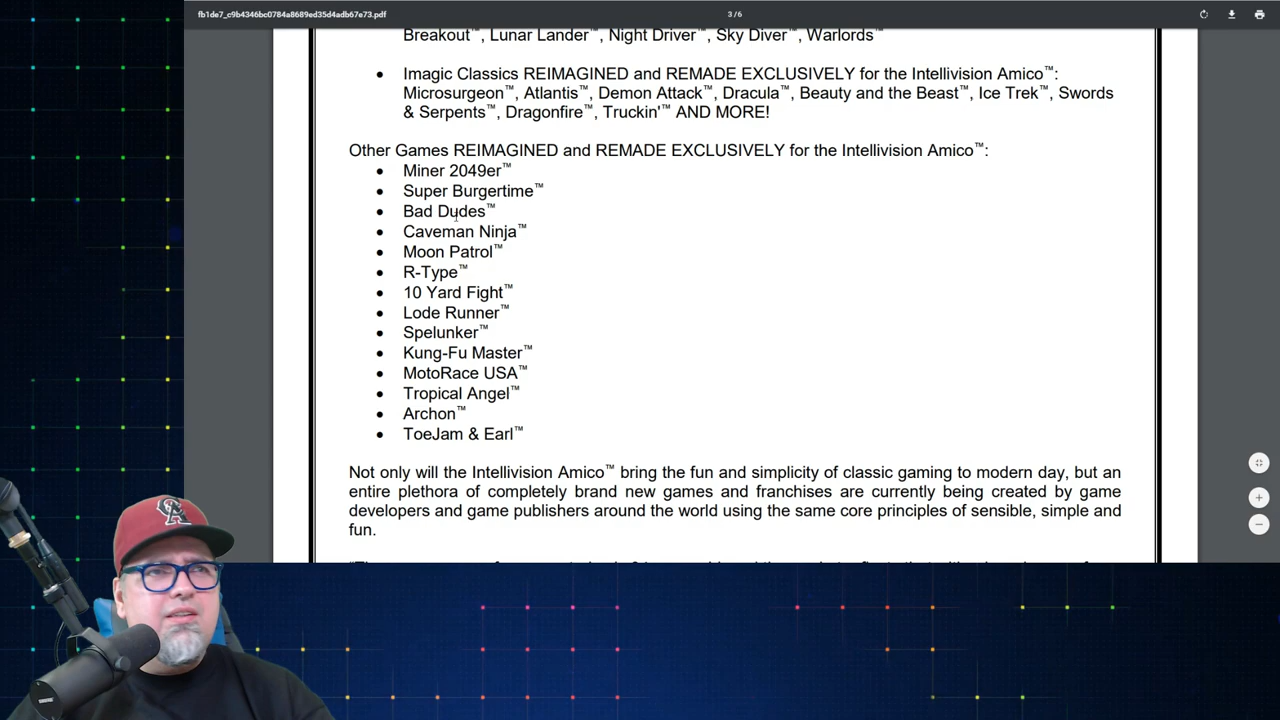 fb1de7_c9b4346bc0784a8689ed35d4adb67e73.pdf
3 / 6
Breakout™, Lunar Lander™, Night Driver™, Sky Diver™, Warlords™
• Imagic Classics REIMAGINED and REMADE EXCLUSIVELY for the Intellivision Amico™:
Microsurgeon™, Atlantis™, Demon Attack™, Dracula™, Beauty and the Beast™, Ice Trek™, Swords
& Serpents™, Dragonfire™, Truckin'™ AND MORE!
Other Games REIMAGINED and REMADE EXCLUSIVELY for the Intellivision Amico™:
• Miner 2049er™
• Super Burgertime™
• Bad Dudes™
• Caveman Ninja™
• Moon Patrol™
• R-Type™
• 10 Yard Fight™
• Lode Runner™
• Spelunker™
• Kung-Fu Master™
• MotoRace USA™
• Tropical Angel™
• Archon™
• ToeJam & Earl™
Not only will the Intellivision Amico™ bring the fun and simplicity of classic gaming to modern day, but an
entire plethora of completely brand new games and franchises are currently being created by game
developers and game publishers around the world using the same core principles of sensible, simple and
fun.
CA